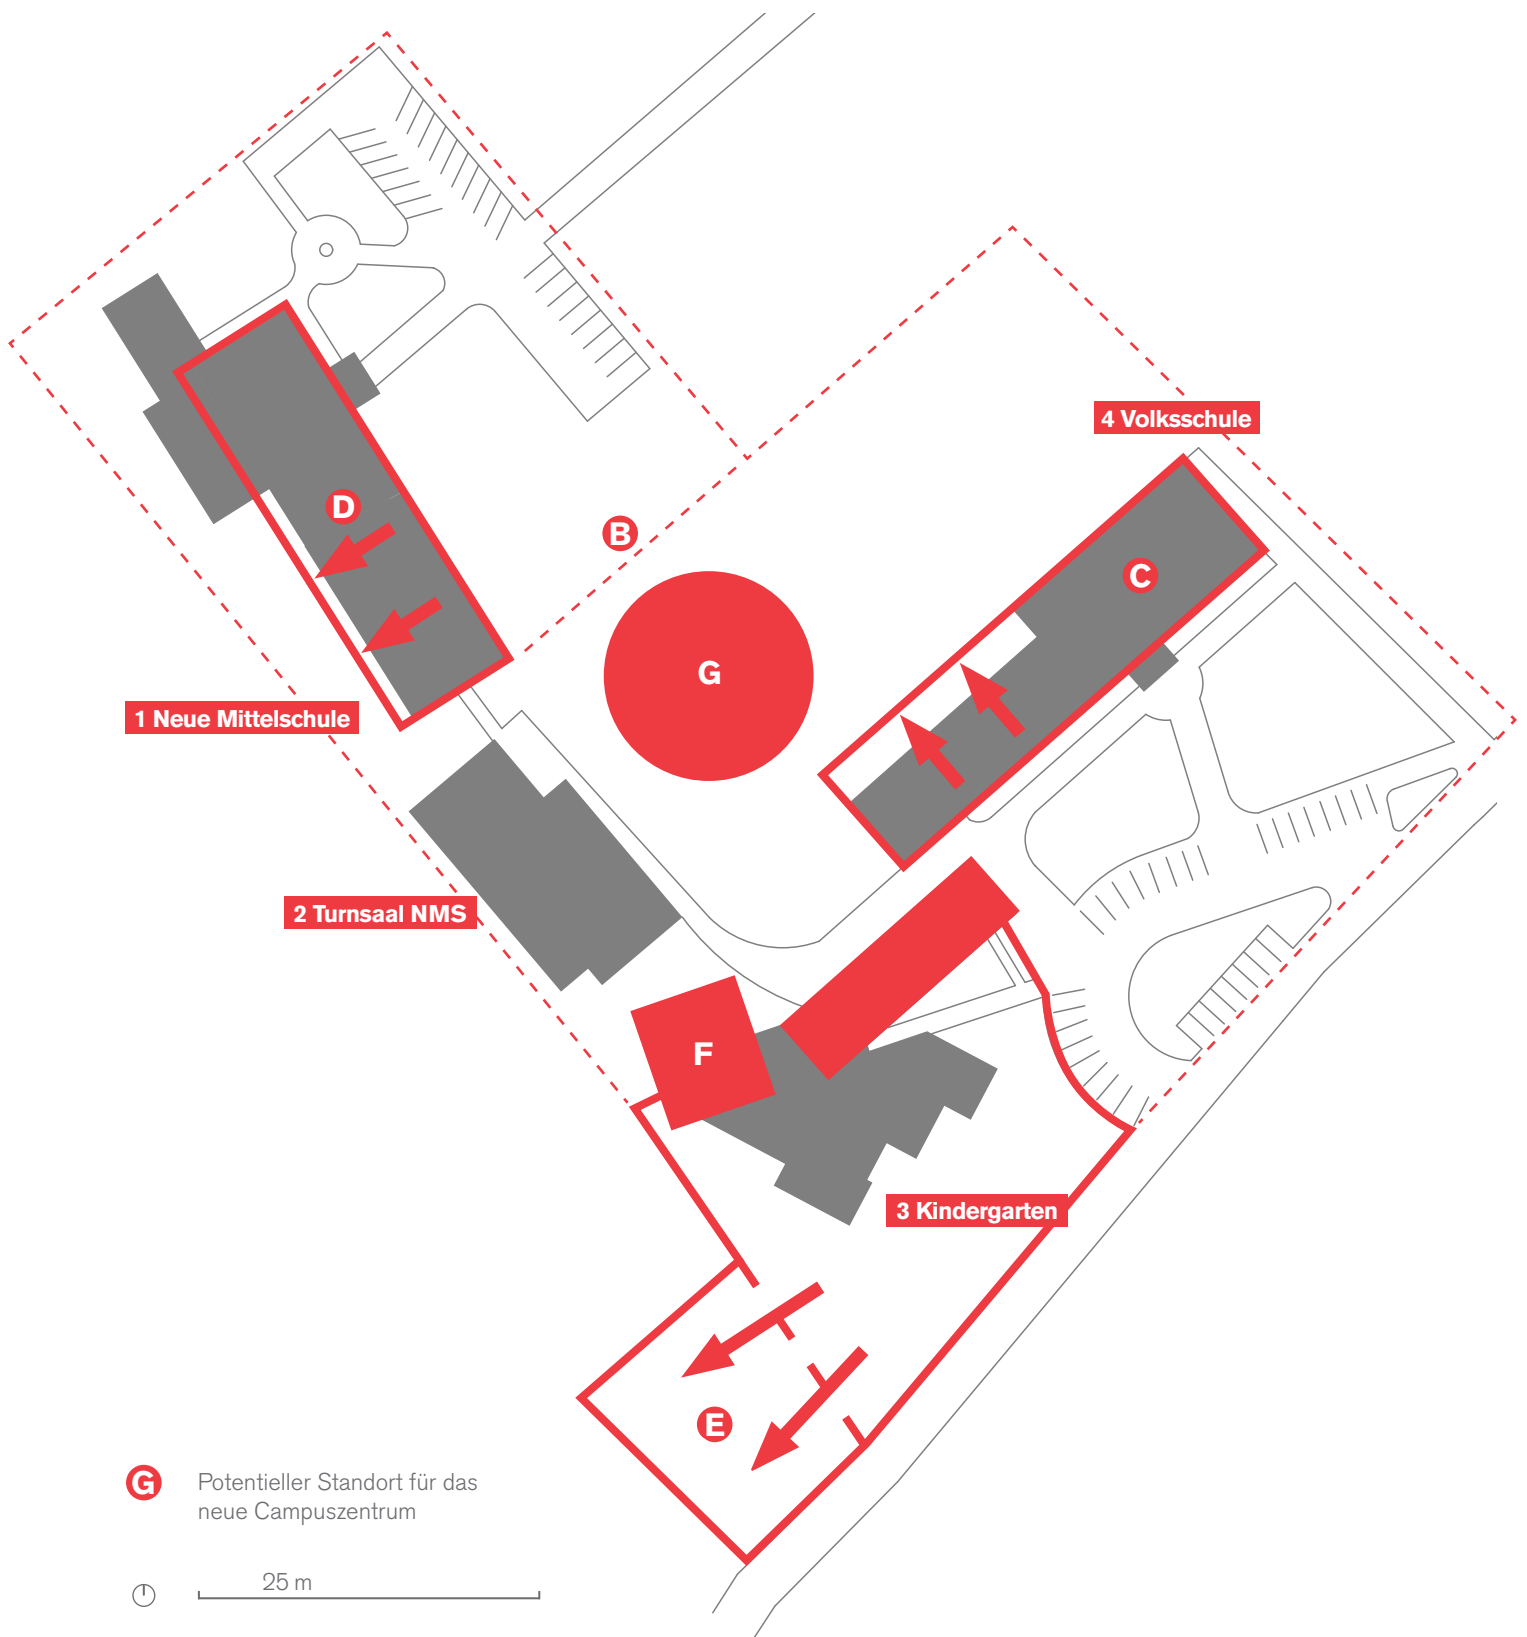 4 Volksschule
D
B
C
G
1 Neue Mittelschule
2 Turnsaal NMS
F
3 Kindergarten
E
G
Potentieller Standort für das
neue Campuszentrum
25 m